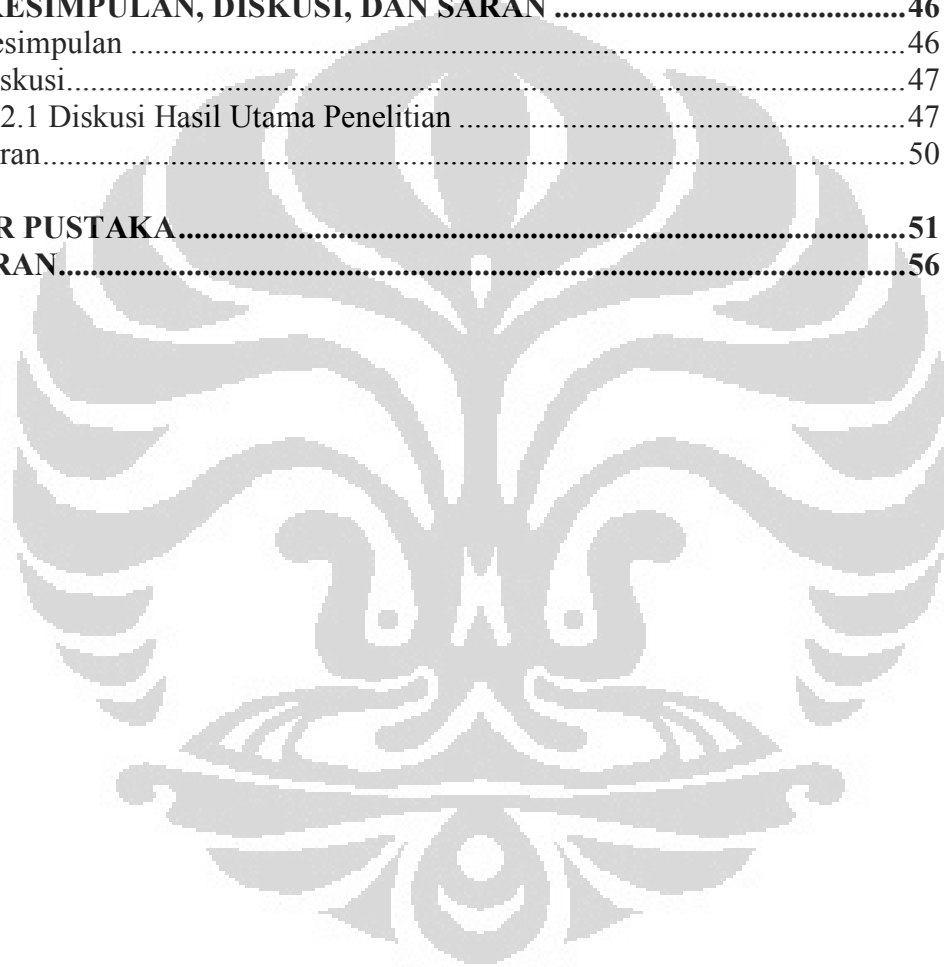 KESIMPULAN, DISKUSI, DAN SARAN ........................................ 46
esimpulan ........................................................................................ 46
skusi................................................................................................ 47
2.1 Diskusi Hasil Utama Penelitian .................................................. 47
ran.................................................................................................. 50
R PUSTAKA................................................................................... 51
RAN................................................................................................ 56